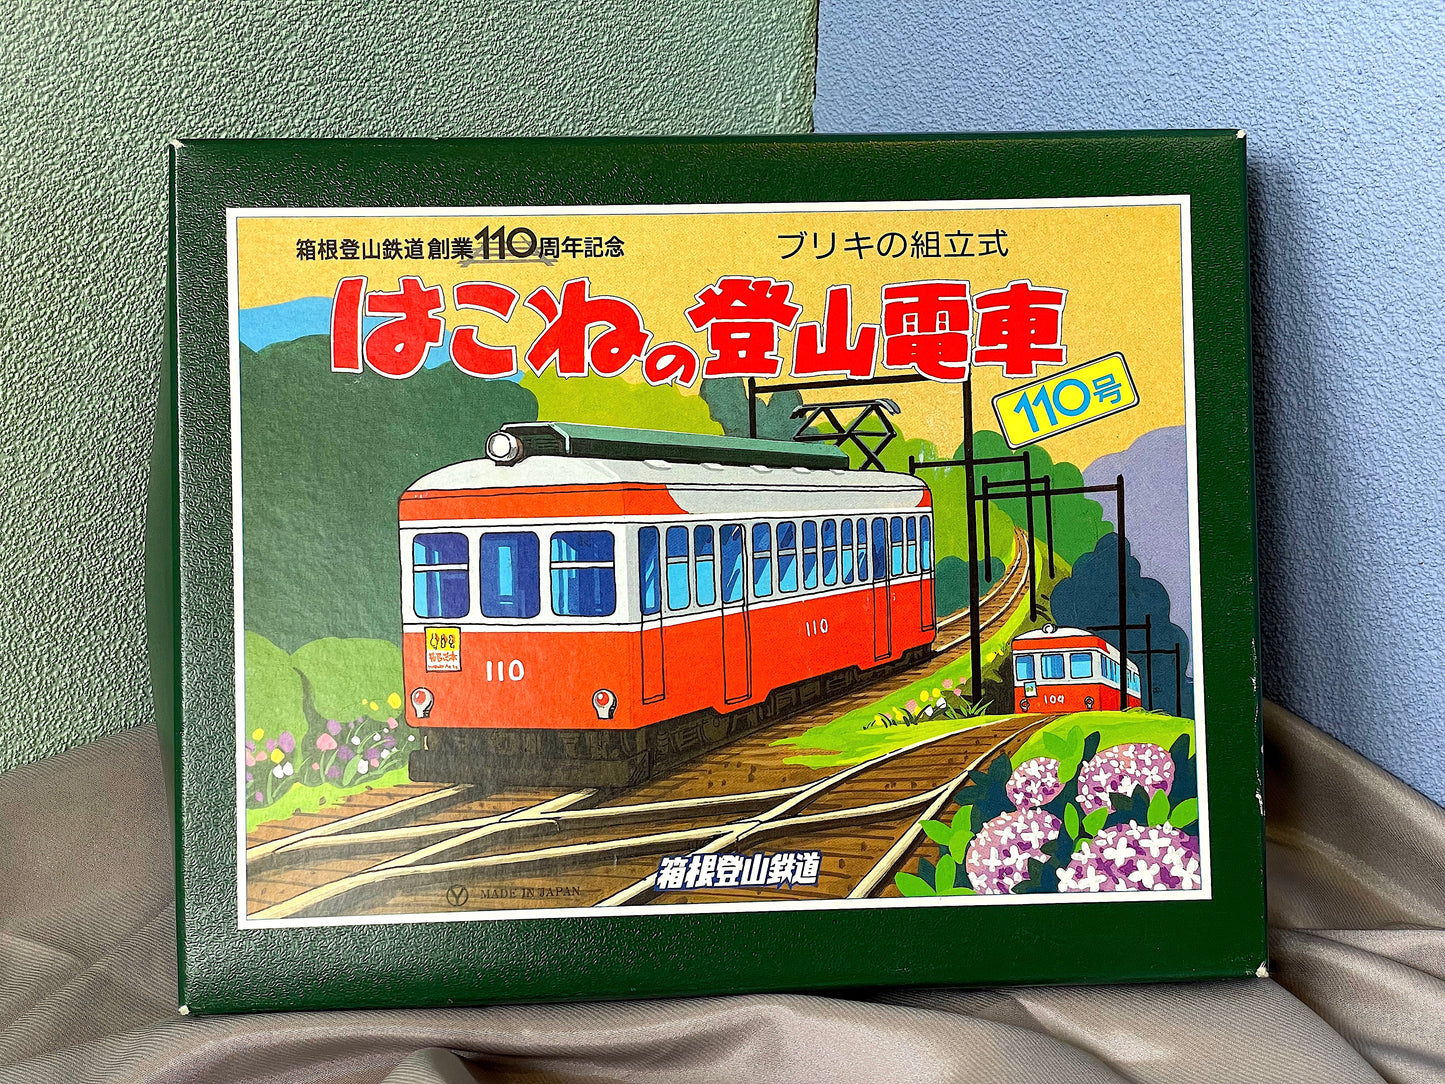 箱根登山鉄道創業110周年記念
ブリキの組立式
はこねの登山電車
110号
110
110
104
箱根登山鉄道
Y MADE IN JAPAN